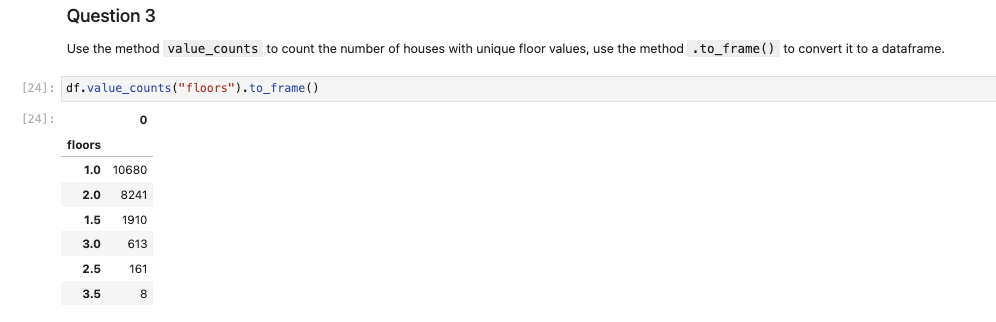 Question 3
Use the method value_counts to count the number of houses with unique floor values, use the method .to_frame() to convert it to a dataframe.
[24]: df.value_counts("floors").to_frame()
[24]: 0
floors
1.0 10680
2.0 8241
1.5 1910
3.0 613
2.5 161
3.5 8